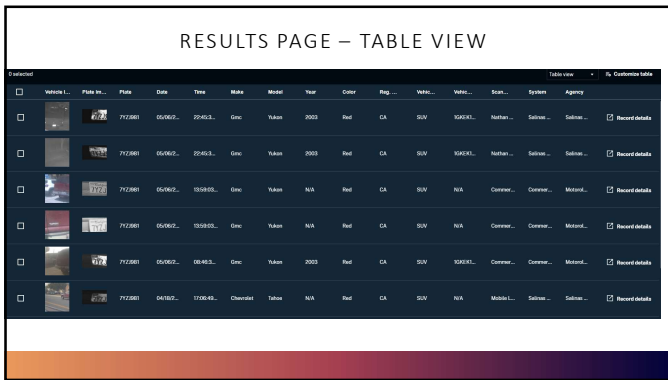 RESULTS PAGE – TABLE VIEW
0 selected Table view Customize table
Vehicle I... Plate Im... Plate Date Time Make Model Year Color Reg. ... Vehic... Vehic... Scan... System Agency
7YZJ981 05/06/2... 22:45:3... Gmc Yukon 2003 Red CA SUV 1GKEK1... Nathan ... Salinas ... Salinas ... Record details
7YZJ981 05/06/2... 22:45:3... Gmc Yukon 2003 Red CA SUV 1GKEK1... Nathan ... Salinas ... Salinas ... Record details
7YZJ981 05/06/2... 13:59:03... Gmc Yukon N/A Red CA SUV N/A Commer... Commer... Motorol... Record details
7YZJ981 05/06/2... 13:59:03... Gmc Yukon N/A Red CA SUV N/A Commer... Commer... Motorol... Record details
7YZJ981 05/06/2... 08:46:3... Gmc Yukon 2003 Red CA SUV 1GKEK1... Commer... Commer... Motorol... Record details
7YZJ981 04/18/2... 17:06:49... Chevrolet Tahoe N/A Red CA SUV N/A Mobile L... Salinas ... Salinas ... Record details